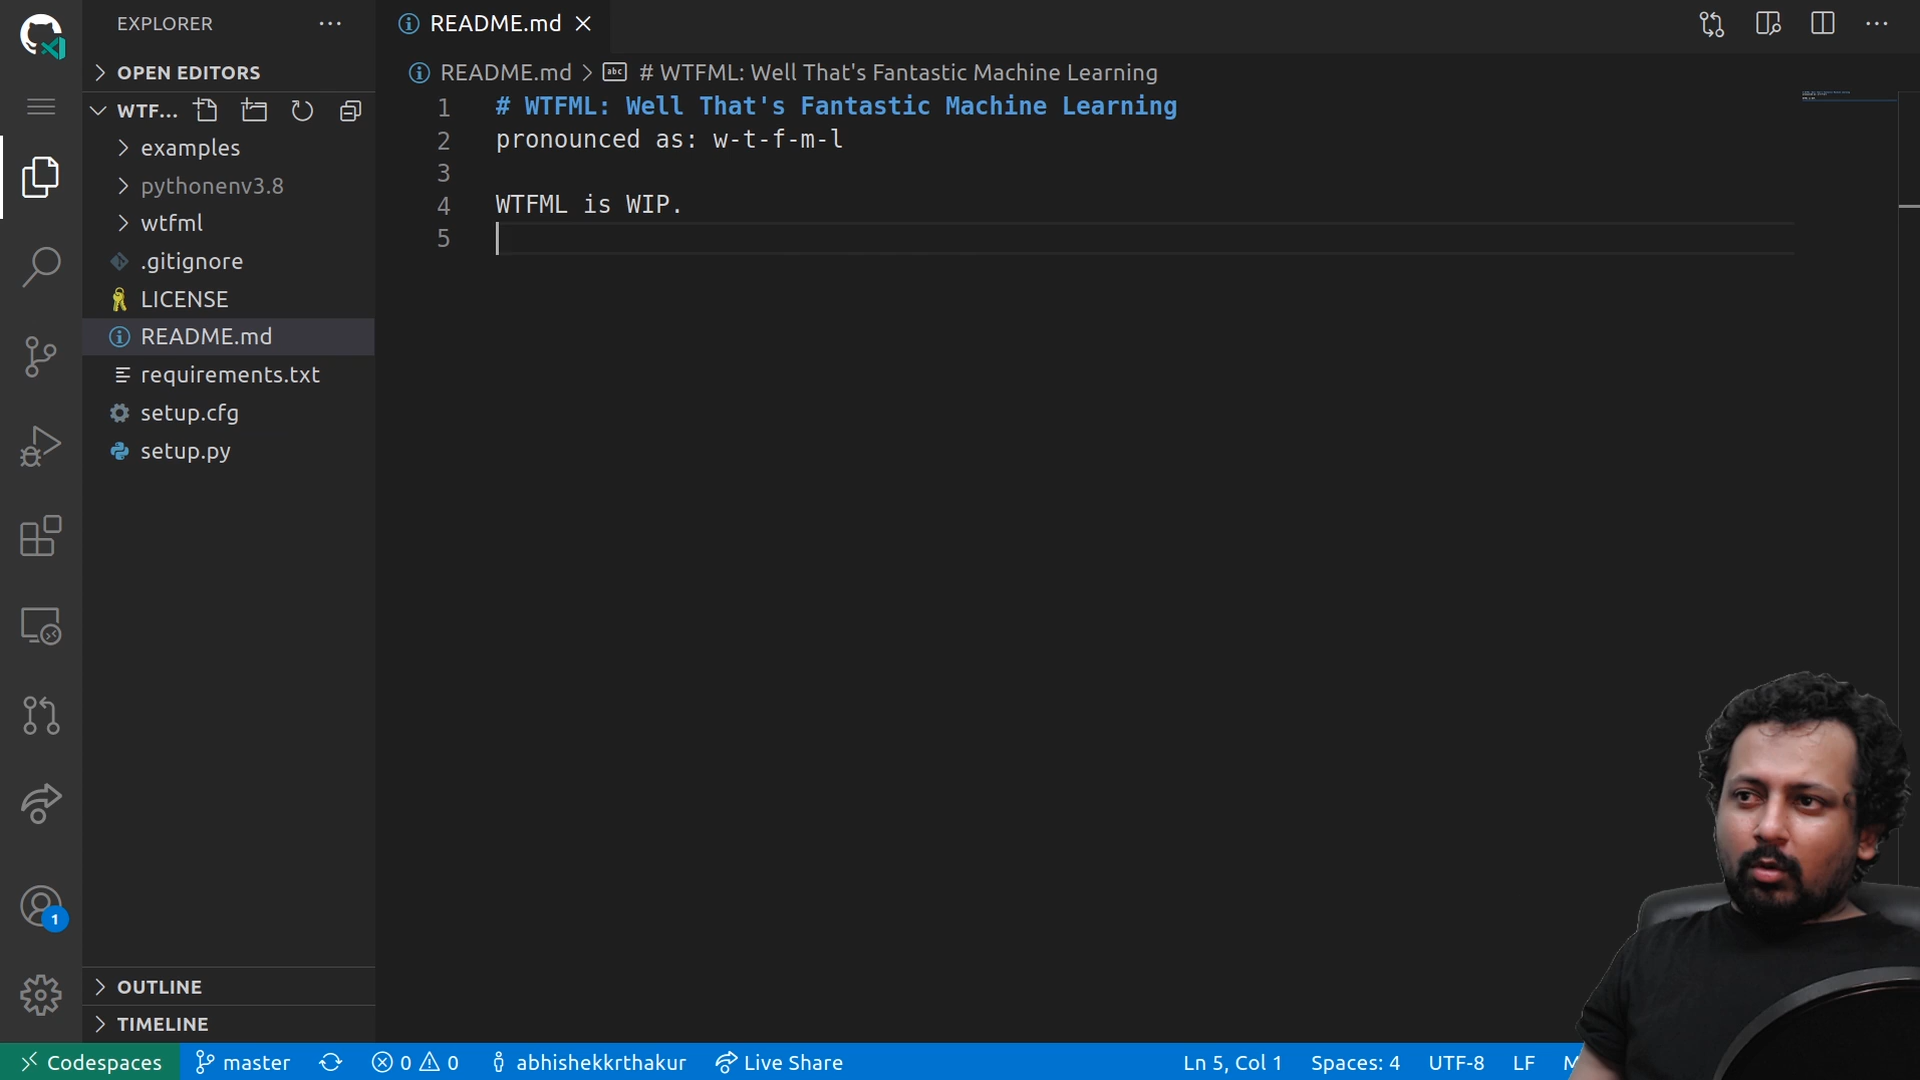 EXPLORER
README.md
OPEN EDITORS
README.md > # WTFML: Well That's Fantastic Machine Learning
WTF...
examples
pythonenv3.8
wtfml
.gitignore
LICENSE
README.md
requirements.txt
setup.cfg
setup.py
1 # WTFML: Well That's Fantastic Machine Learning
2 pronounced as: w-t-f-m-l
3
4 WTFML is WIP.
5
1
OUTLINE
TIMELINE
Codespaces master 0 0 abhishekkrthakur Live Share Ln 5, Col 1 Spaces: 4 UTF-8 LF